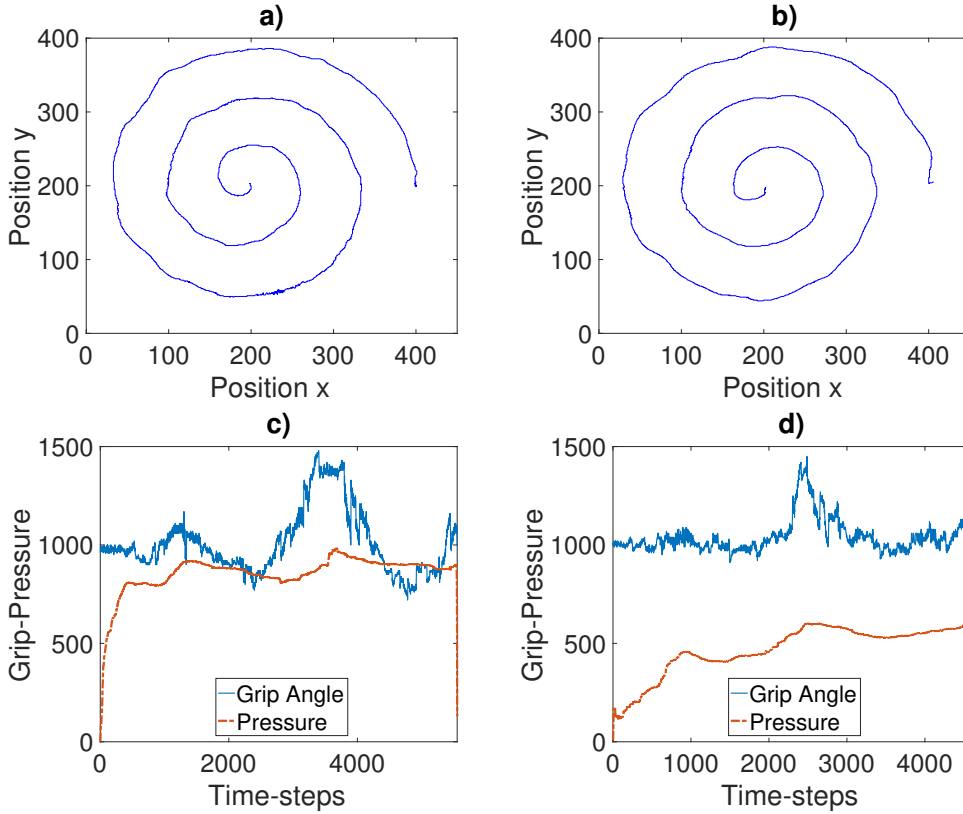 a)
400
300
200
100
0
Position y
0 100 200 300 400
Position x
b)
400
300
200
100
0
Position y
0 100 200 300 400
Position x
c)
1500
1000
500
0
Grip-Pressure
Grip Angle
Pressure
0 2000 4000
Time-steps
d)
1500
1000
500
0
Grip-Pressure
Grip Angle
Pressure
0 1000 2000 3000 4000
Time-steps